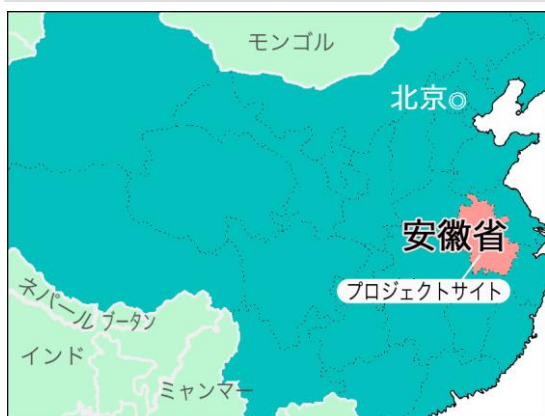 モンゴル
北京◎
安徽省
プロジェクトサイト
ネパール
ブータン
インド
ミャンマー